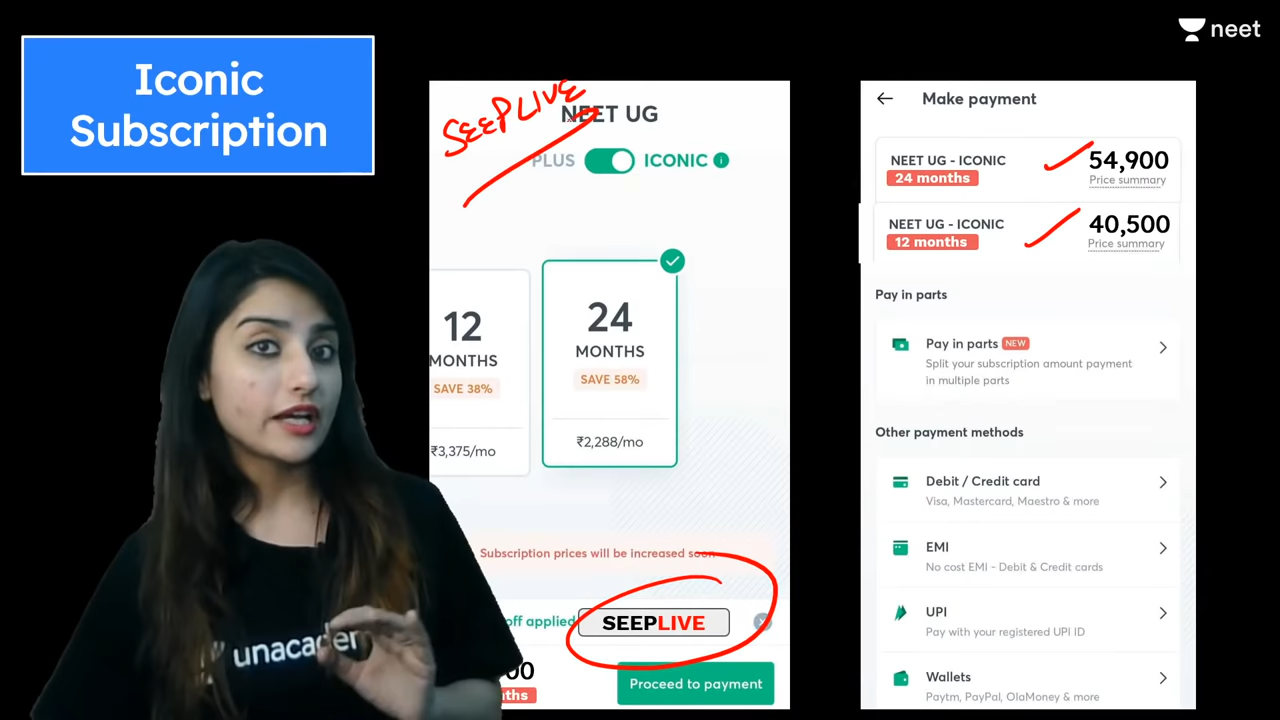 neet
Iconic
Subscription
SEEPLIVE
NEET UG
PLUS
ICONIC
12
MONTHS
SAVE 38%
₹3,375/mo
24
MONTHS
SAVE 58%
₹2,288/mo
Subscription prices will be increased soon
off applied
SEEPLIVE
Proceed to payment
unacade
Make payment
NEET UG - ICONIC
54,900
24 months
Price summary
NEET UG - ICONIC
40,500
12 months
Price summary
Pay in parts
Pay in parts NEW
Split your subscription amount payment
in multiple parts
Other payment methods
Debit / Credit card
Visa, Mastercard, Maestro & more
EMI
No cost EMI - Debit & Credit cards
UPI
Pay with your registered UPI ID
Wallets
Paytm, PayPal, OlaMoney & more